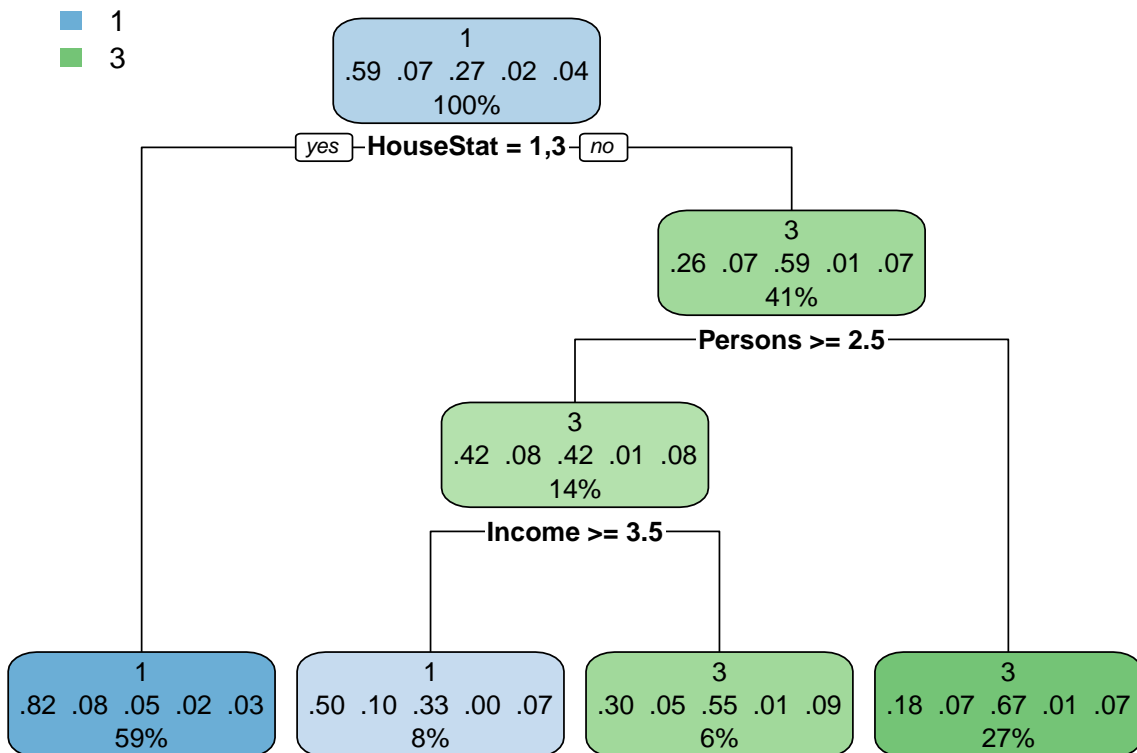 1
3
1
.59 .07 .27 .02 .04
100%
yes HouseStat = 1,3 no
3
.26 .07 .59 .01 .07
41%
Persons >= 2.5
3
.42 .08 .42 .01 .08
14%
Income >= 3.5
1
.82 .08 .05 .02 .03
59%
1
.50 .10 .33 .00 .07
8%
3
.30 .05 .55 .01 .09
6%
3
.18 .07 .67 .01 .07
27%